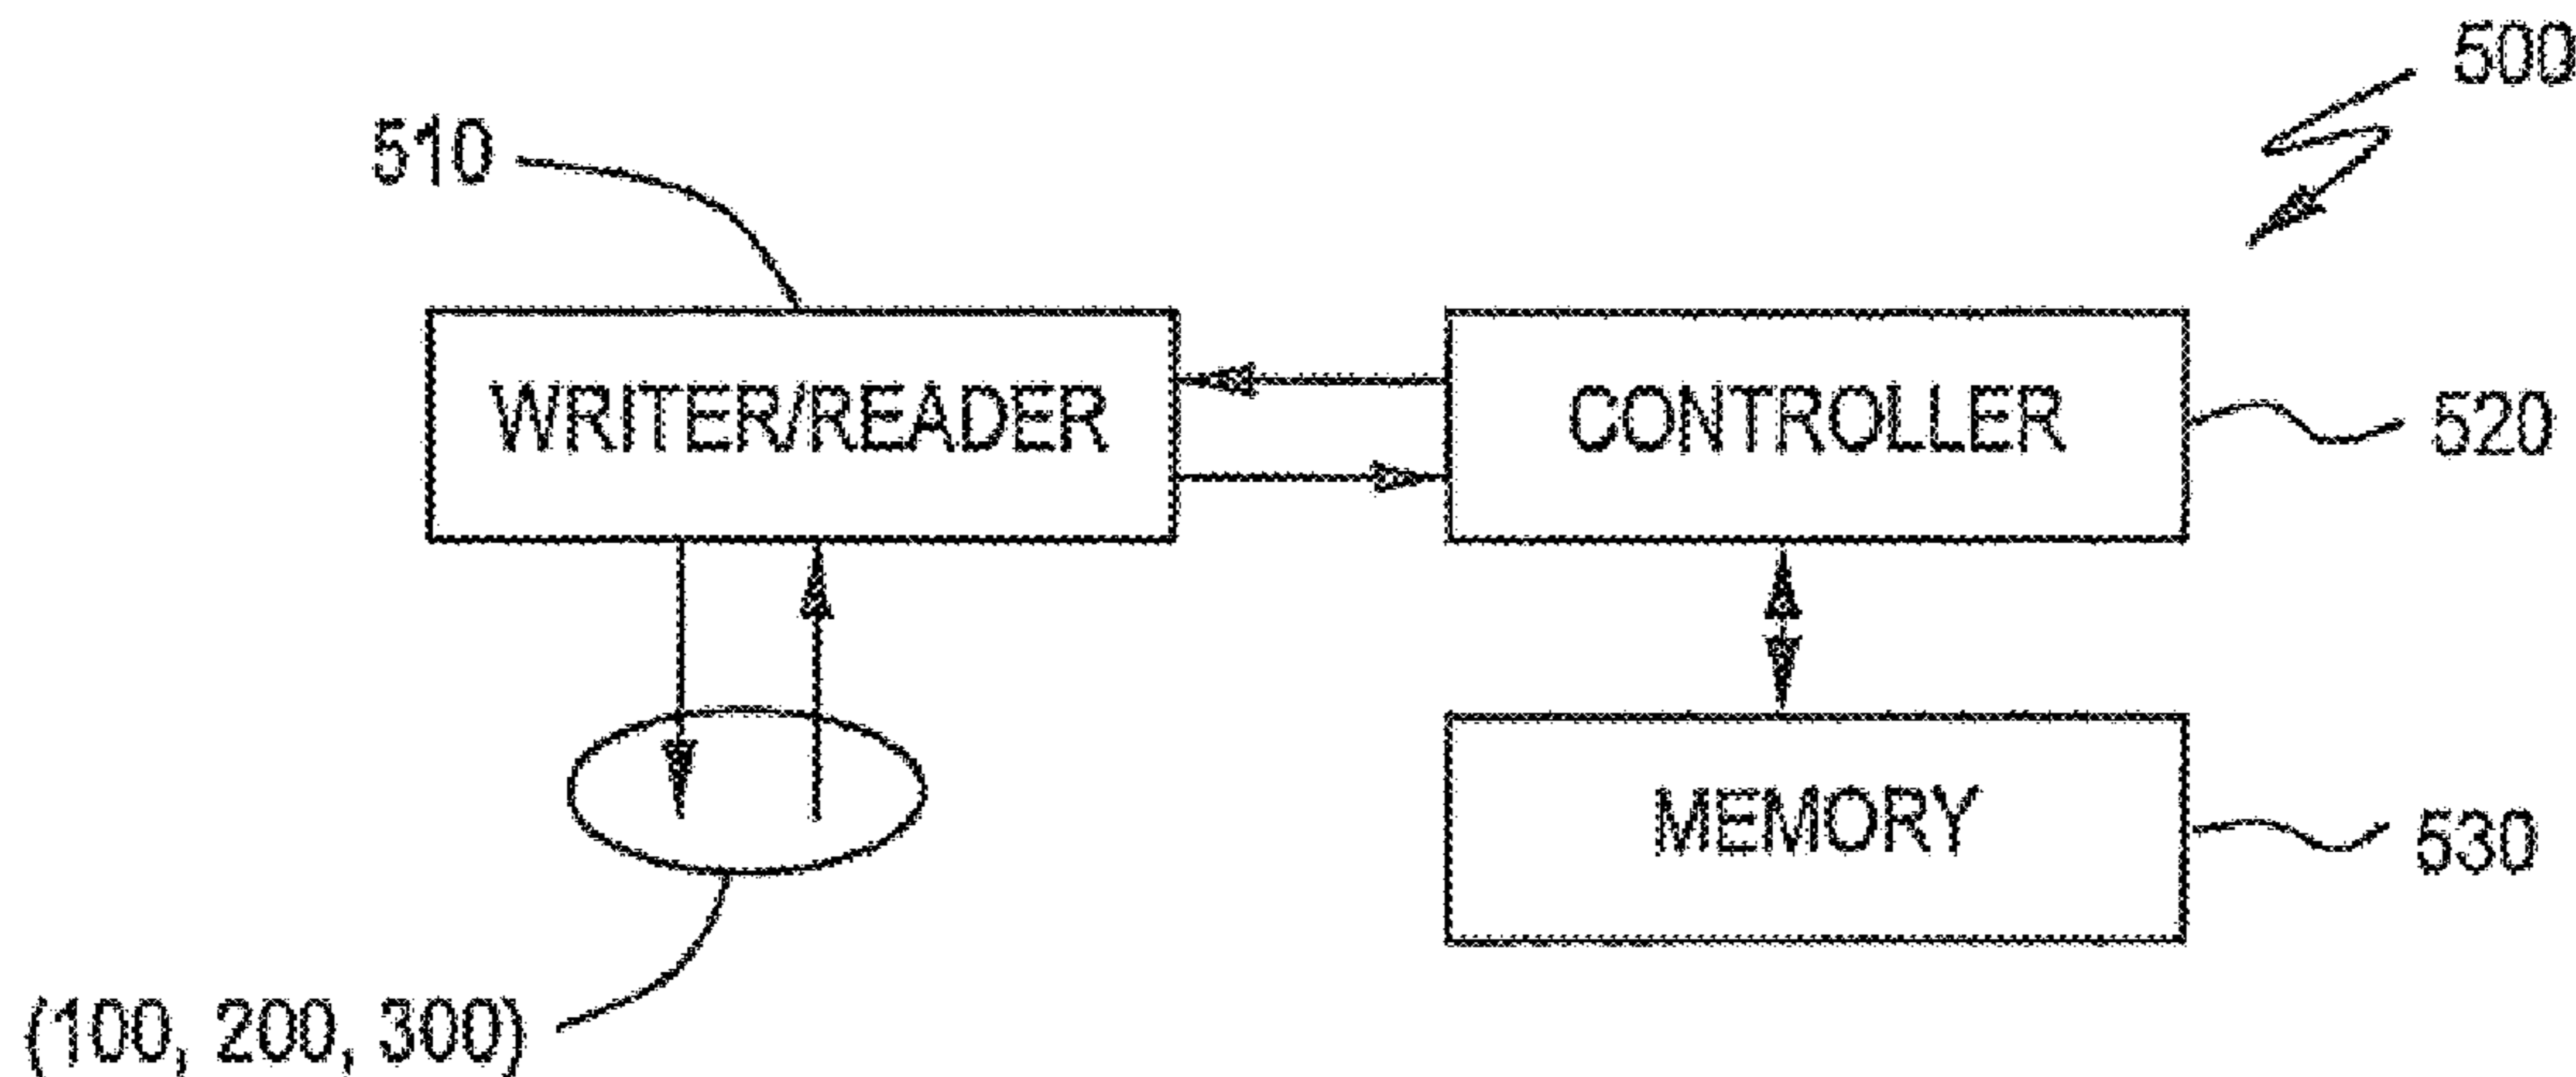 500
510
WRITER/READER
CONTROLLER
520
MEMORY
530
(100, 200, 300)